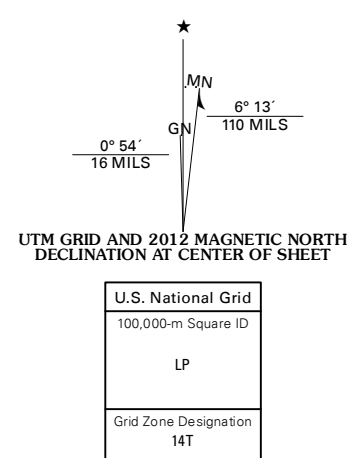 ★
MN
GN
6° 13´
110 MILS
0° 54´
16 MILS
UTM GRID AND 2012 MAGNETIC NORTH
DECLINATION AT CENTER OF SHEET
U.S. National Grid
100,000-m Square ID
LP
Grid Zone Designation
14T